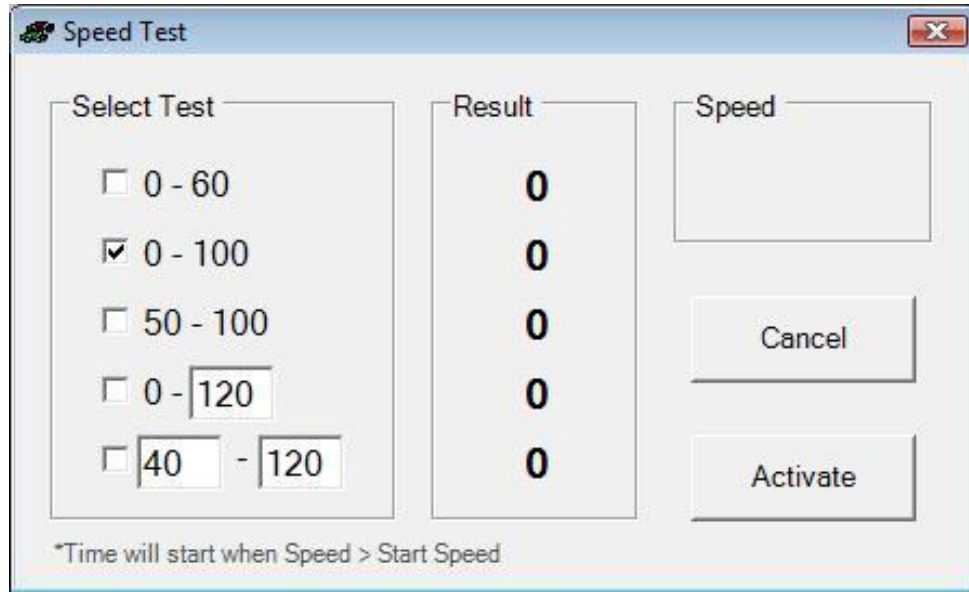 Speed Test
Select Test
Result
Speed
0 - 60
0
0 - 100
0
50 - 100
0
Cancel
0 - 120
0
40 - 120
0
Activate
*Time will start when Speed > Start Speed